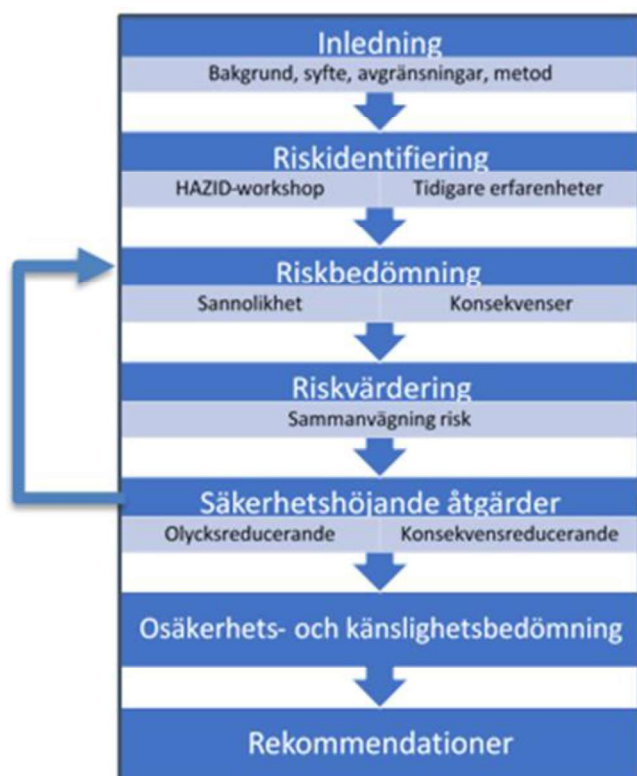 Inledning
Bakgrund, syfte, avgränsningar, metod
Riskidentifiering
HAZID-workshop Tidigare erfarenheter
Riskbedömning
Sannolikhet Konsekvenser
Riskvärdering
Sammanvägning risk
Säkerhetshöjande åtgärder
Olycksreducerande Konsekvensreducerande
Osäkerhets- och känslighetsbedömning
Rekommendationer